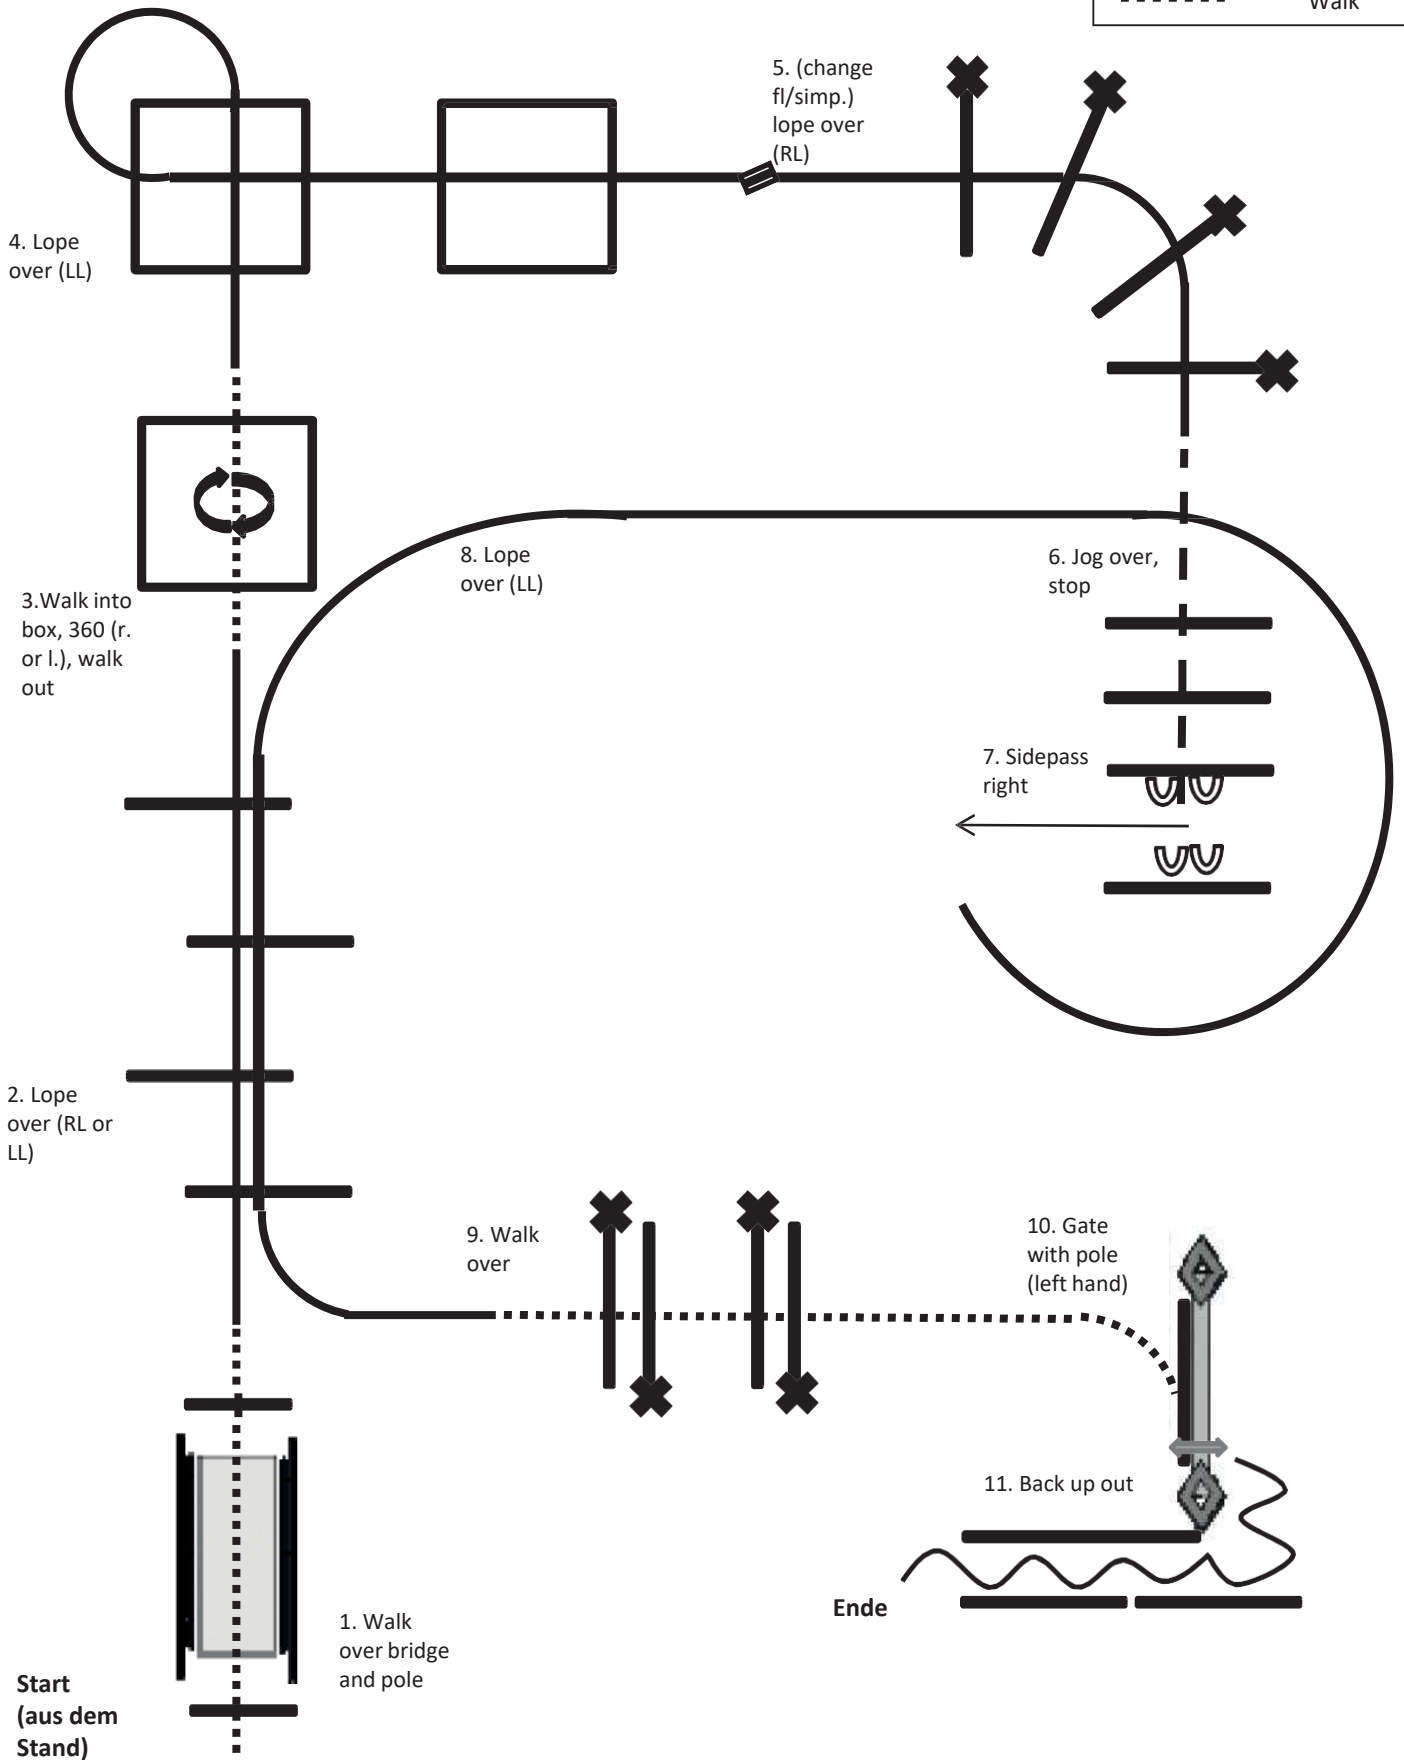 Walk
5. (change
fl/simp.)
lope over
(RL)
4. Lope
over (LL)
8. Lope
over (LL)
6. Jog over,
stop
3.Walk into
box, 360 (r.
or l.), walk
out
7. Sidepass
right
2. Lope
over (RL or
LL)
9. Walk
over
10. Gate
with pole
(left hand)
11. Back up out
Ende
1. Walk
over bridge
and pole
Start
(aus dem
Stand)